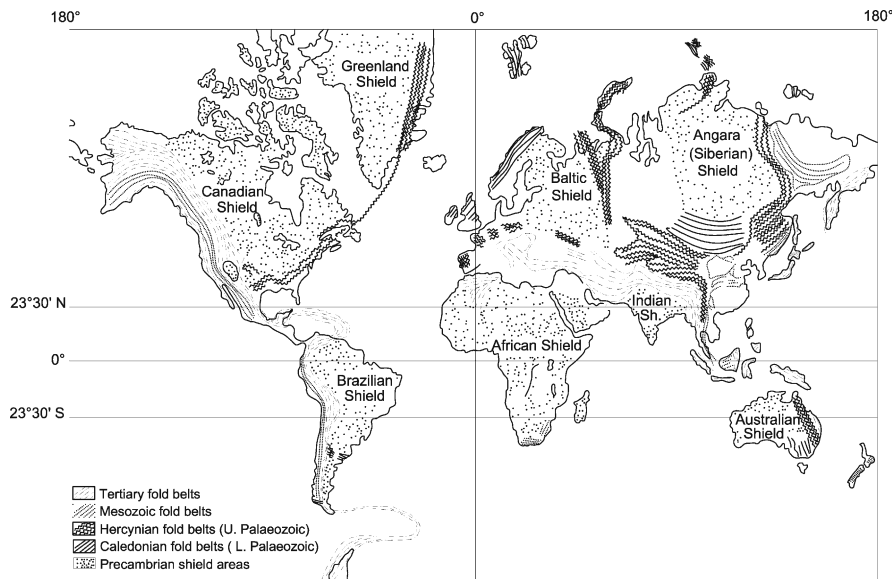 180°
0°
180°
Greenland
Shield
Angara
(Siberian)
Shield
Canadian
Shield
Baltic
Shield
23°30' N
Indian
Sh.
African Shield
0°
Brazilian
Shield
23°30' S
Australian
Shield
Tertiary fold belts
Mesozoic fold belts
Hercynian fold belts (U. Palaeozoic)
Caledonian fold belts ( L. Palaeozoic)
Precambrian shield areas